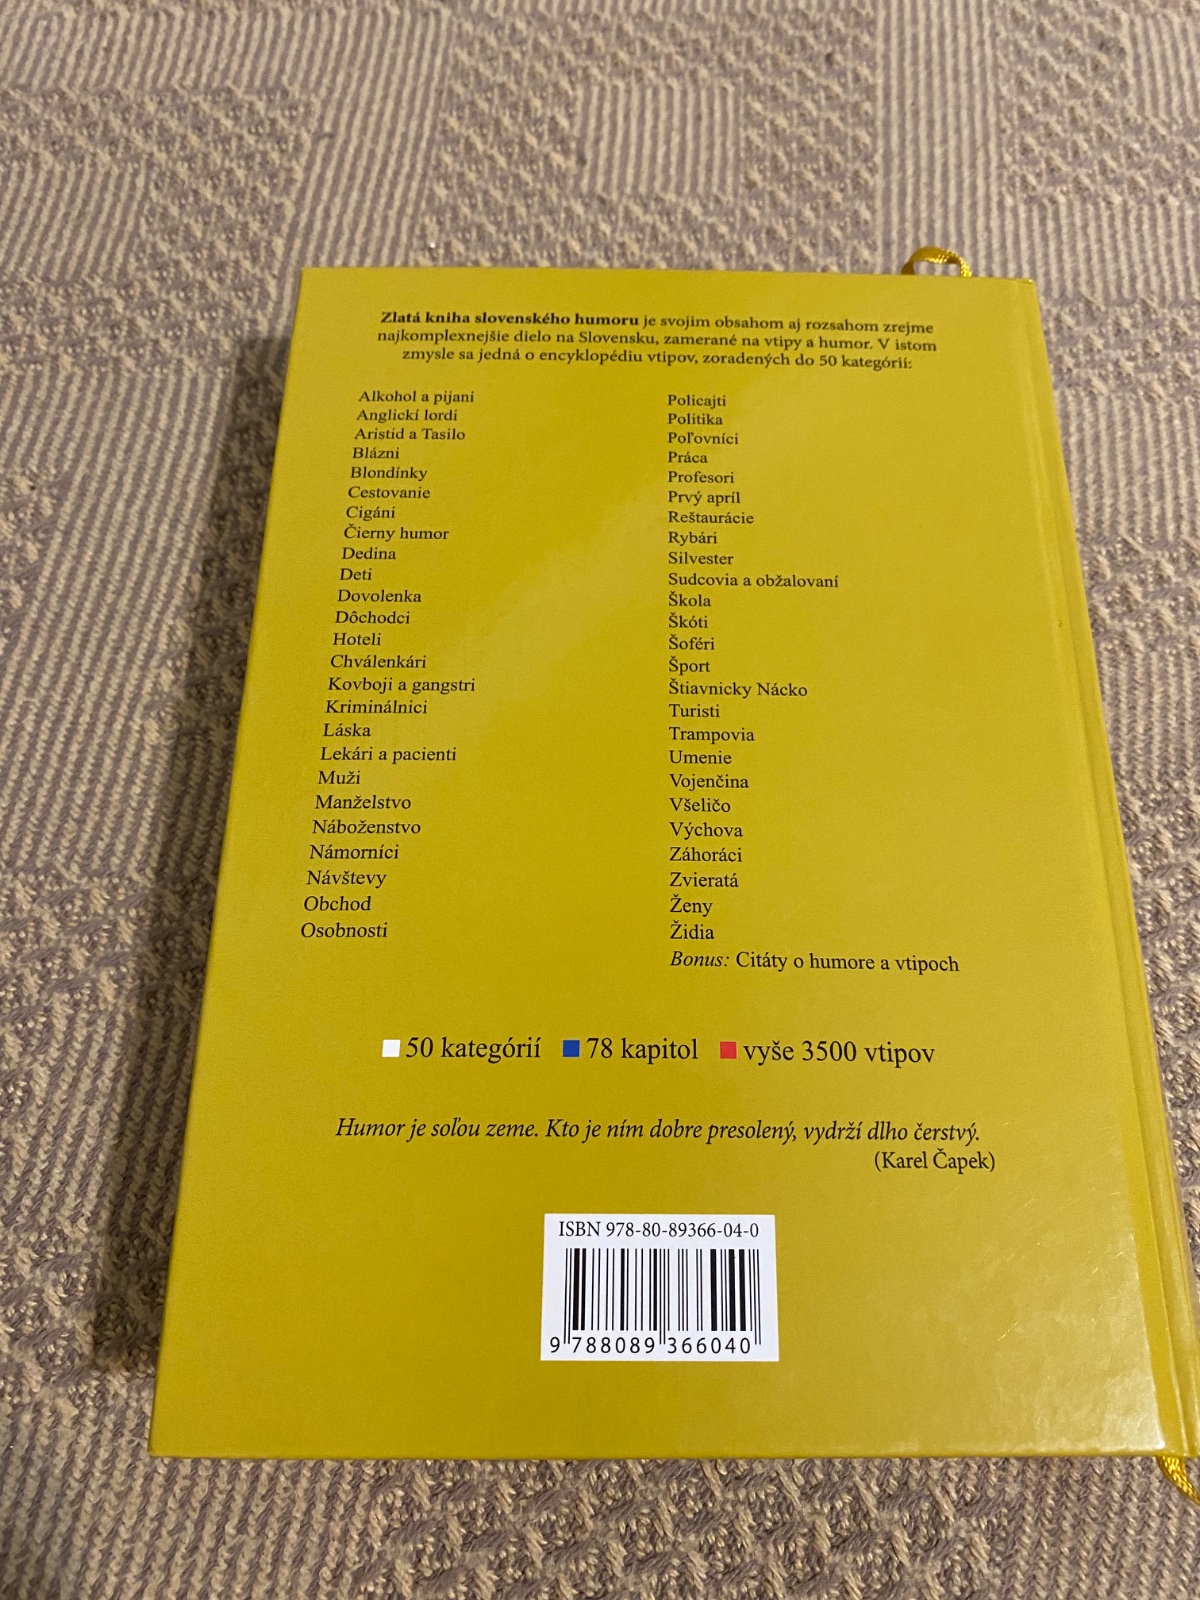 Zlatá kniha slovenského humoru je svojim obsahom aj rozsahom zrejme
najkomplexnejšie dielo na Slovensku, zamerané na vtipy a humor. V istom
zmysle sa jedná o encyklopédiu vtipov, zoradených do 50 kategórií:
Alkohol a pijani
Anglickí lordi
Aristid a Tasilo
Blázni
Blondínky
Cestovanie
Cigáni
Čierny humor
Dedina
Deti
Dovolenka
Dôchodci
Hoteli
Chválenkári
Kovboji a gangstri
Kriminálnici
Láska
Lekári a pacienti
Muži
Manželstvo
Náboženstvo
Námorníci
Návštevy
Obchod
Osobnosti
Policajti
Politika
Poľovníci
Práca
Profesori
Prvý apríl
Reštaurácie
Rybári
Silvester
Sudcovia a obžalovaní
Škola
Škóti
Šoféri
Šport
Štiavnicky Nácko
Turisti
Trampovia
Umenie
Vojenčina
Všeličo
Výchova
Záhoráci
Zvieratá
Ženy
Židia
Bonus: Citáty o humore a vtipoch
50 kategórií 78 kapitol vyše 3500 vtipov
Humor je soľou zeme. Kto je ním dobre presolený, vydrží dlho čerstvý.
(Karel Čapek)
ISBN 978-80-89366-04-0
9 788089 366040